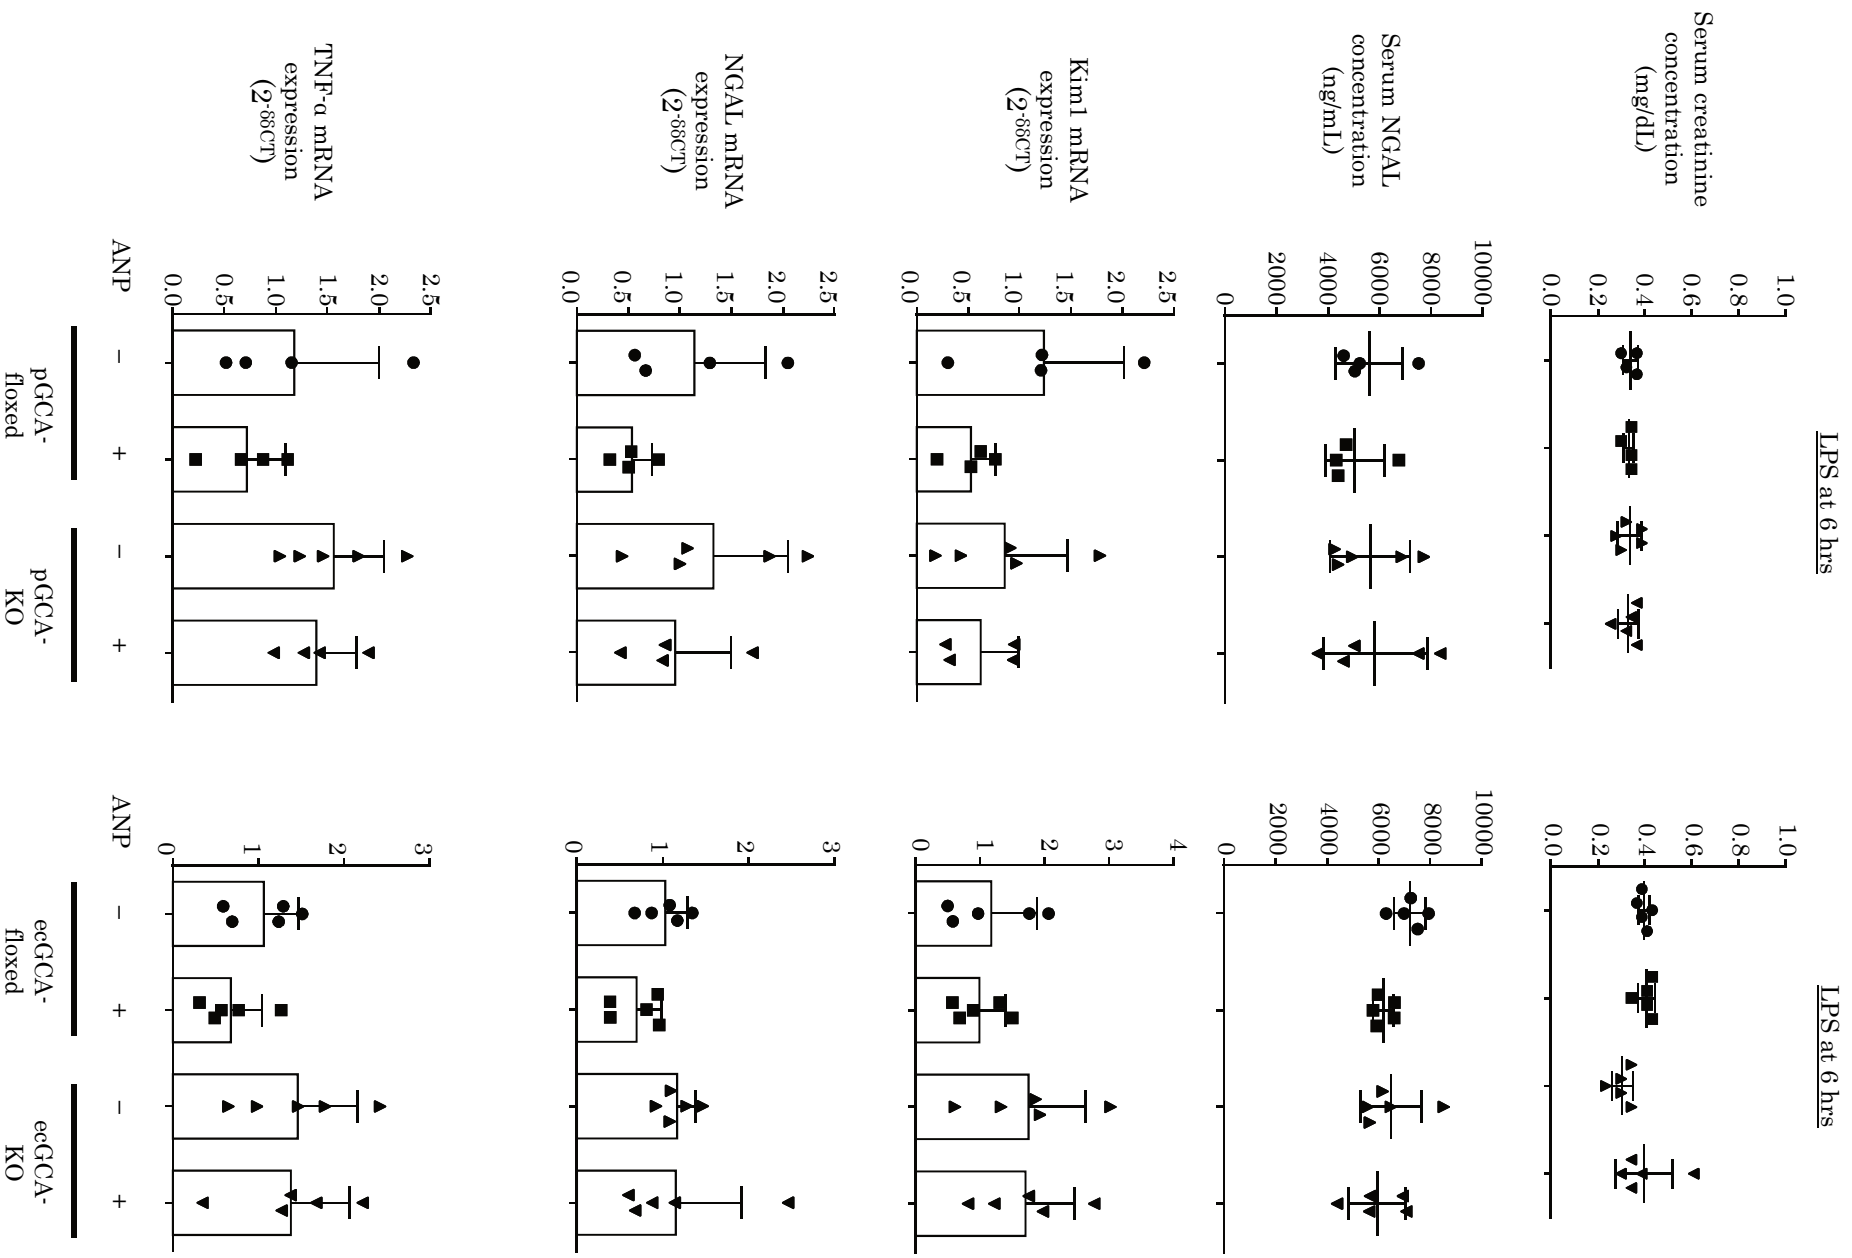 LPS at 6 hrs
LPS at 6 hrs
Serum creatinine
concentration
(mg/dL)
1.0
0.8
0.6
0.4
0.2
0.0
1.0
0.8
0.6
0.4
0.2
0.0
Serum NGAL
concentration
(ng/mL)
10000
8000
6000
4000
2000
0
10000
8000
6000
4000
2000
0
Kim1 mRNA
expression
(2-δδCT)
2.5
2.0
1.5
1.0
0.5
0.0
4
3
2
1
0
NGAL mRNA
expression
(2-δδCT)
2.5
2.0
1.5
1.0
0.5
0.0
3
2
1
0
TNF-α mRNA
expression
(2-δδCT)
2.5
2.0
1.5
1.0
0.5
0.0
3
2
1
0
ANP − + − +
ANP − + − +
pGCA-
floxed
pGCA-
KO
ecGCA-
floxed
ecGCA-
KO